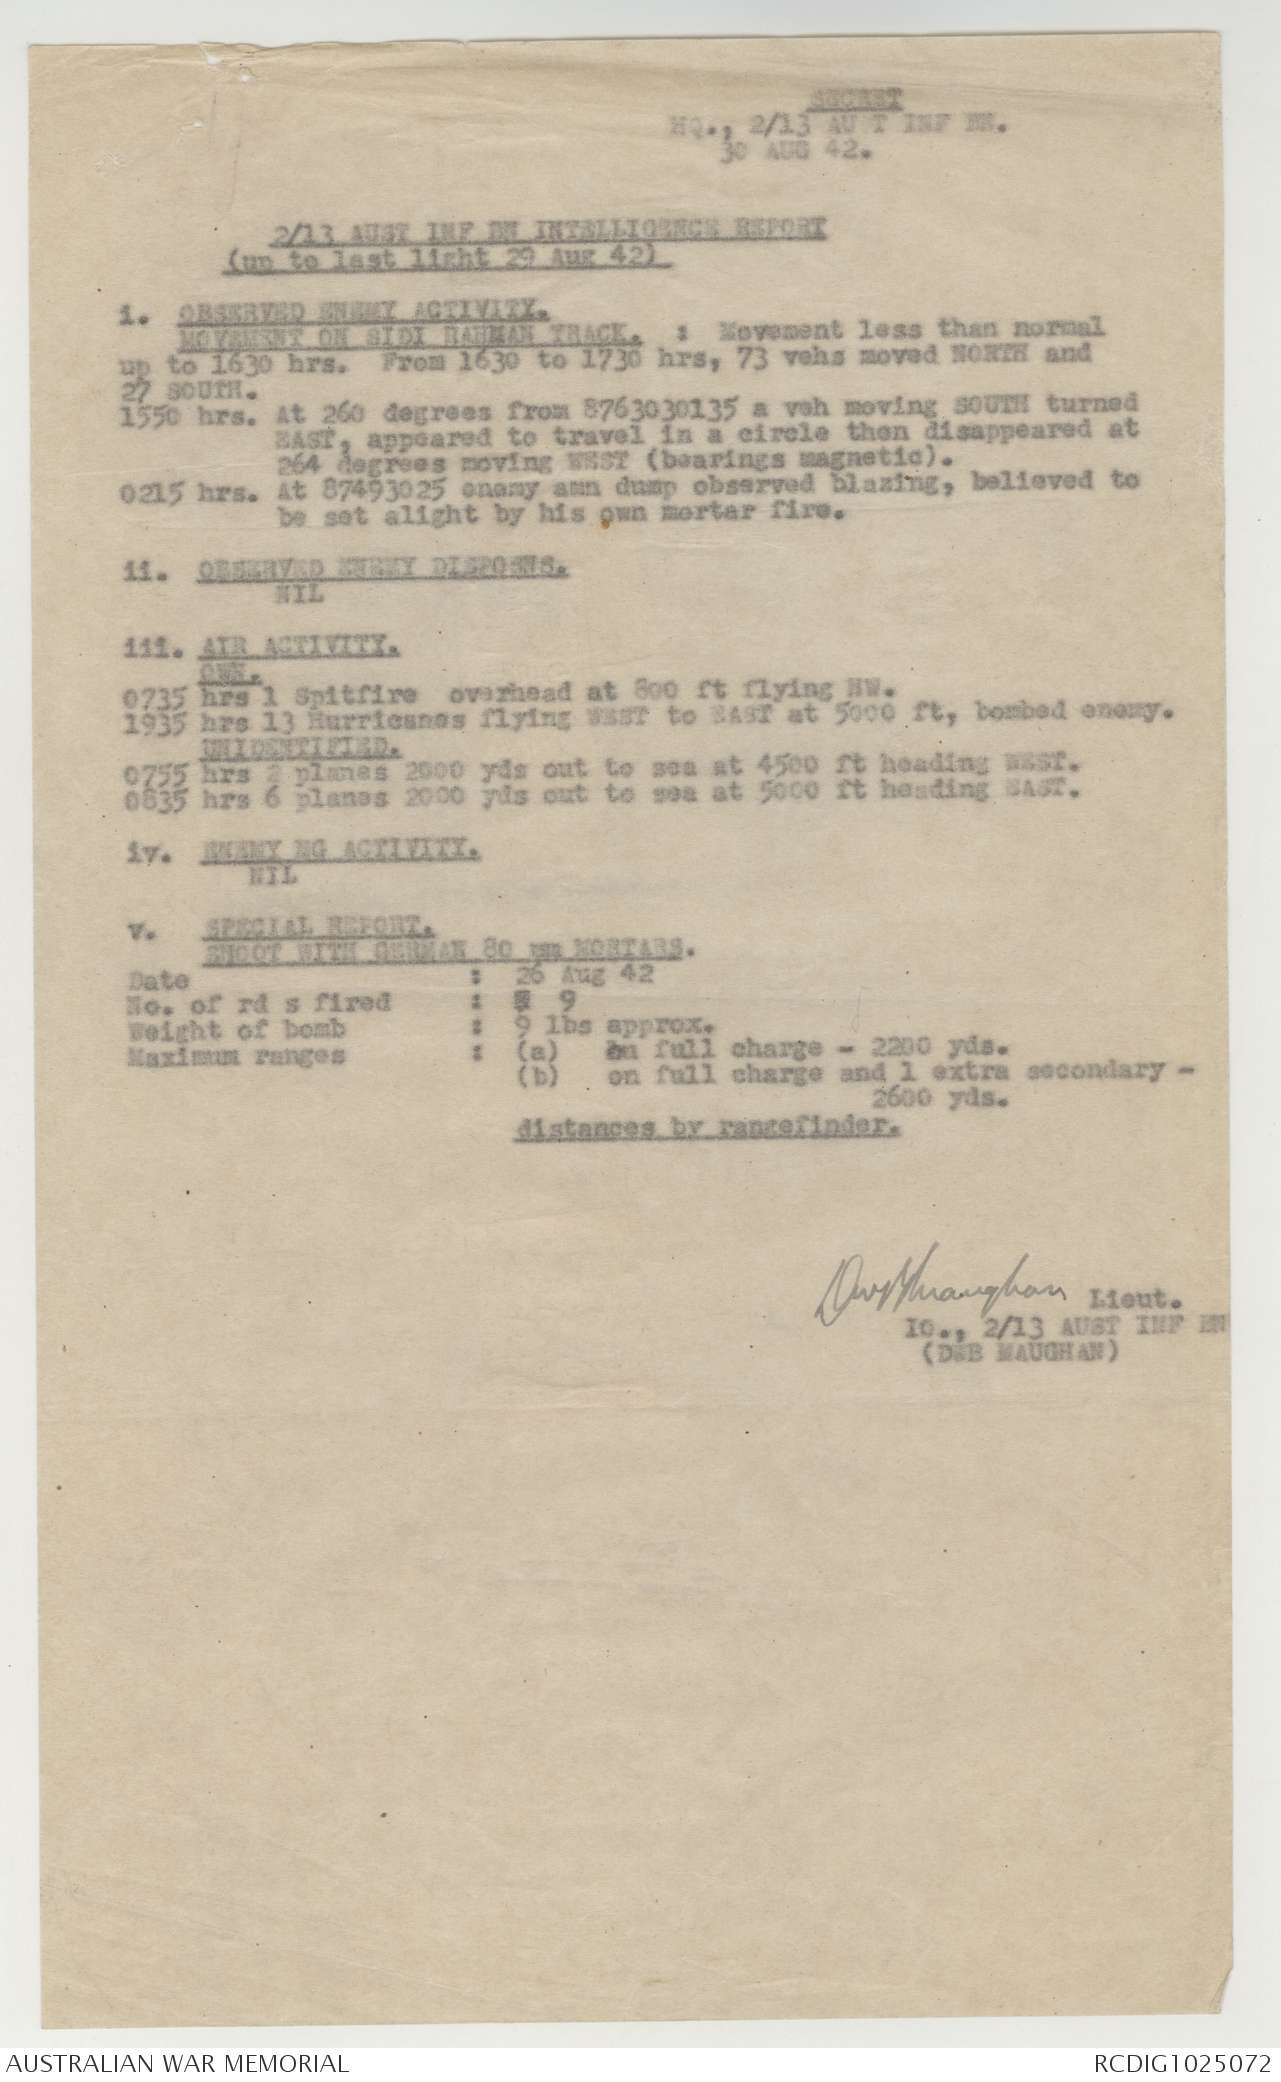 SECRET
HQ., 2/13 AU T INF BN.
30 AUG 42.
2/13 AUST INF BN INTELLIGENCE REPORT
(up to last light 29 Aug 42)
i. OBSERVED ENEMY ACTIVITY.
MOVEMENT ON SIDI RAHMAN TRACK. : Movement less than normal
up to 1630 hrs. From 1630 to 1730 hrs, 73 vehs moved NORTH and
27 SOUTH.
1550 hrs. At 260 degrees from 8763030135 a veh moving SOUTH turned
EAST, appeared to travel in a circle then disappeared at
264 degrees moving WEST (bearings magnetic).
0215 hrs. At 87493025 enemy amn dump observed blazing, believed to
be set alight by his own mortar fire.
ii. OBSERVED ENEMY DISPOSNS.
NIL
iii. AIR ACTIVITY.
OWN.
0735 hrs 1 Spitfire overhead at 800 ft flying NW.
1935 hrs 13 Hurricanes flying WEST to EAST at 5000 ft, bombed enemy.
UNIDENTIFIED.
0755 hrs 2 planes 2000 yds out to sea at 4500 ft heading WEST.
0835 hrs 6 planes 2000 yds out to sea at 5000 ft heading EAST.
iv. ENEMY MG ACTIVITY.
NIL
v. SPECIAL REPORT.
SHOOT WITH GERMAN 80 mm MORTARS.
Date : 26 Aug 42
No. of rd s fired : 9
Weight of bomb : 9 lbs approx.
Maximum ranges : (a) on full charge - 2200 yds.
(b) on full charge and 1 extra secondary -
2600 yds.
distances by rangefinder.
DWBMaughan Lieut.
IO., 2/13 AUST INF BN
(DWB MAUGHAN)
AUSTRALIAN WAR MEMORIAL
RCDIG1025072